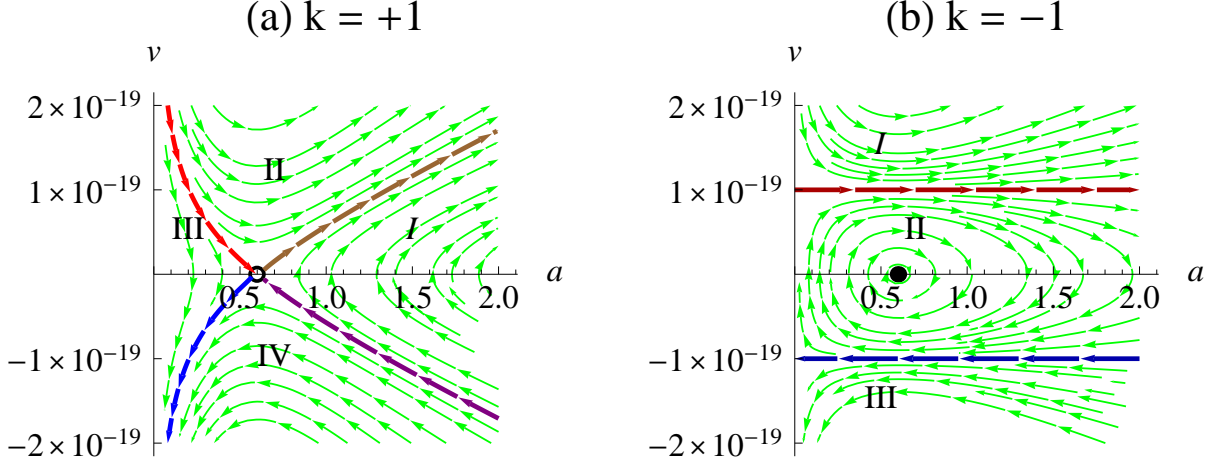 (a) k = +1
v
2 × 10⁻¹⁹
1 × 10⁻¹⁹
−1 × 10⁻¹⁹
−2 × 10⁻¹⁹
II
III
I
IV
0.5
1.0
1.5
2.0
a
(b) k = −1
v
2 × 10⁻¹⁹
1 × 10⁻¹⁹
−1 × 10⁻¹⁹
−2 × 10⁻¹⁹
I
II
III
0.5
1.0
1.5
2.0
a